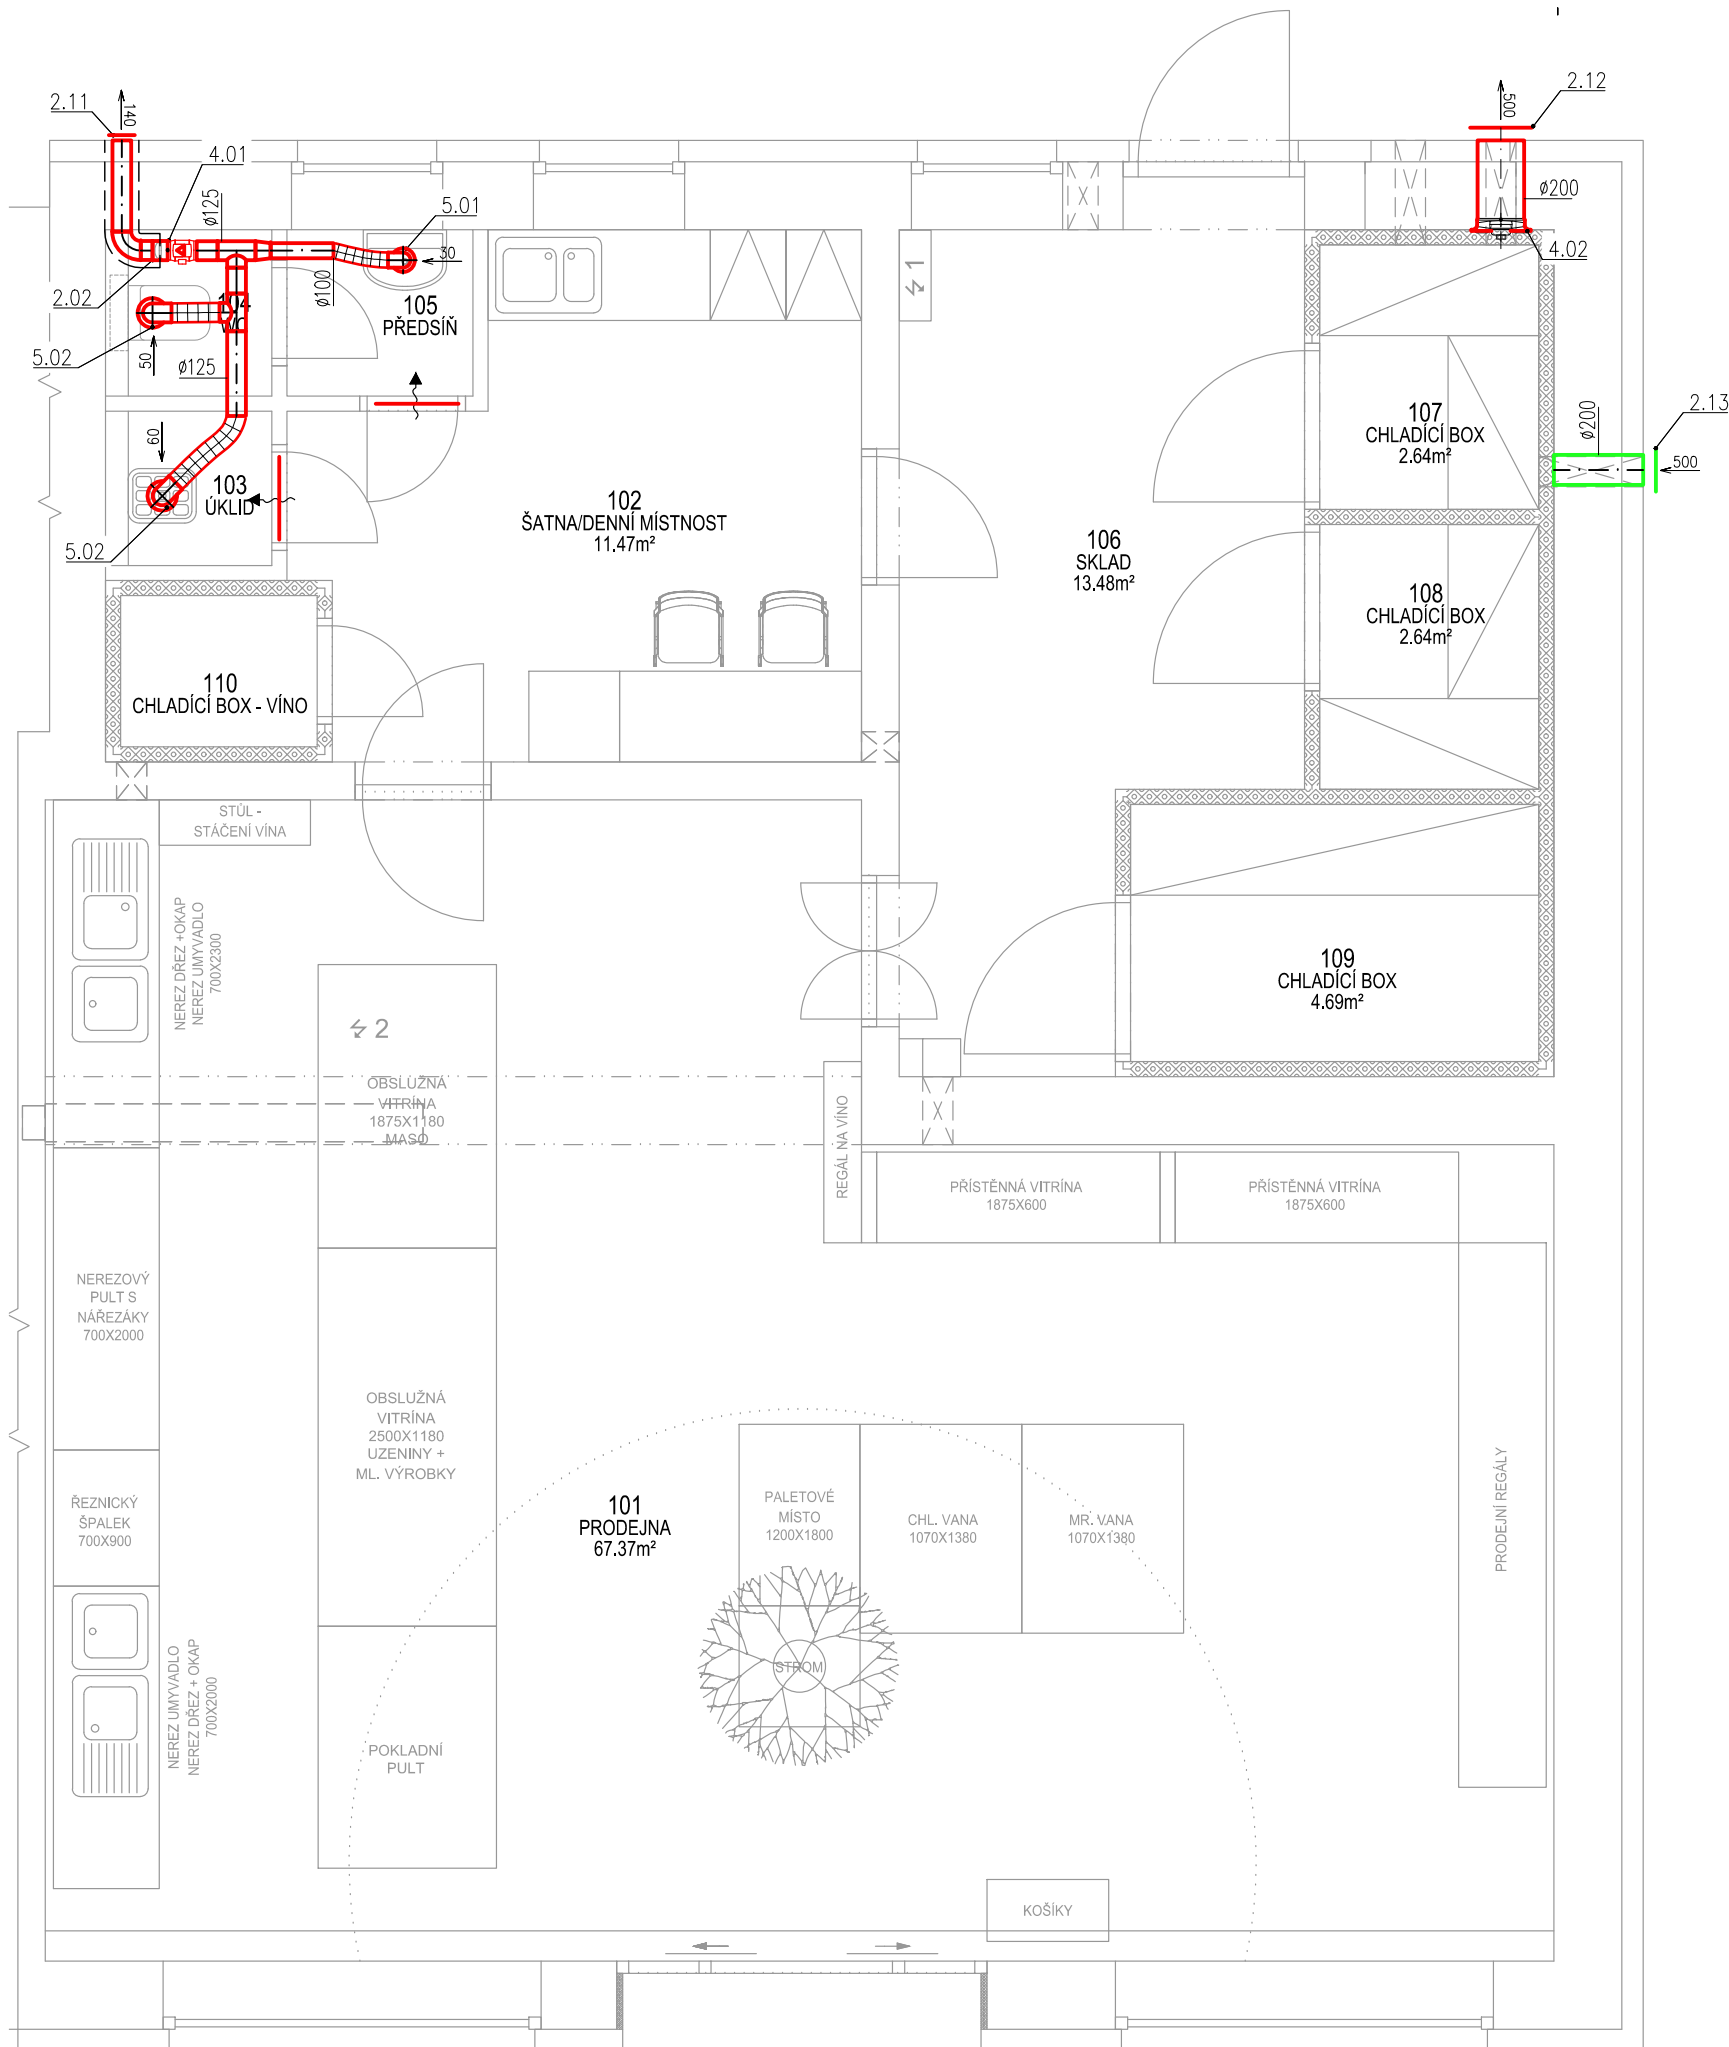 2.11
140
4.01
ø125
5.01
30
2.02
ø100
104
WC
105
PŘEDSÍŇ
5.02
50
ø125
60
103
ÚKLID
5.02
2.12
500
ø200
4.02
2.13
ø200
500
1
102
ŠATNA/DENNÍ MÍSTNOST
11.47m²
106
SKLAD
13.48m²
107
CHLADÍCÍ BOX
2.64m²
108
CHLADÍCÍ BOX
2.64m²
110
CHLADÍCÍ BOX - VÍNO
109
CHLADÍCÍ BOX
4.69m²
STŮL -
STÁČENÍ VÍNA
NEREZ DŘEZ +OKAP
NEREZ UMYVADLO
700X2300
2
OBSLUŽNÁ
VITRÍNA
1875X1180
MASO
REGÁL NA VÍNO
PŘÍSTĚNNÁ VITRÍNA
1875X600
PŘÍSTĚNNÁ VITRÍNA
1875X600
NEREZOVÝ
PULT S
NÁŘEZÁKY
700X2000
OBSLUŽNÁ
VITRÍNA
2500X1180
UZENINY +
ML. VÝROBKY
ŘEZNICKÝ
ŠPALEK
700X900
101
PRODEJNA
67.37m²
PALETOVÉ
MÍSTO
1200X1800
CHL. VANA
1070X1380
MR. VANA
1070X1380
PRODEJNÍ REGÁLY
STROM
NEREZ UMYVADLO
NEREZ DŘEZ + OKAP
700X2000
POKLADNÍ
PULT
KOŠÍKY